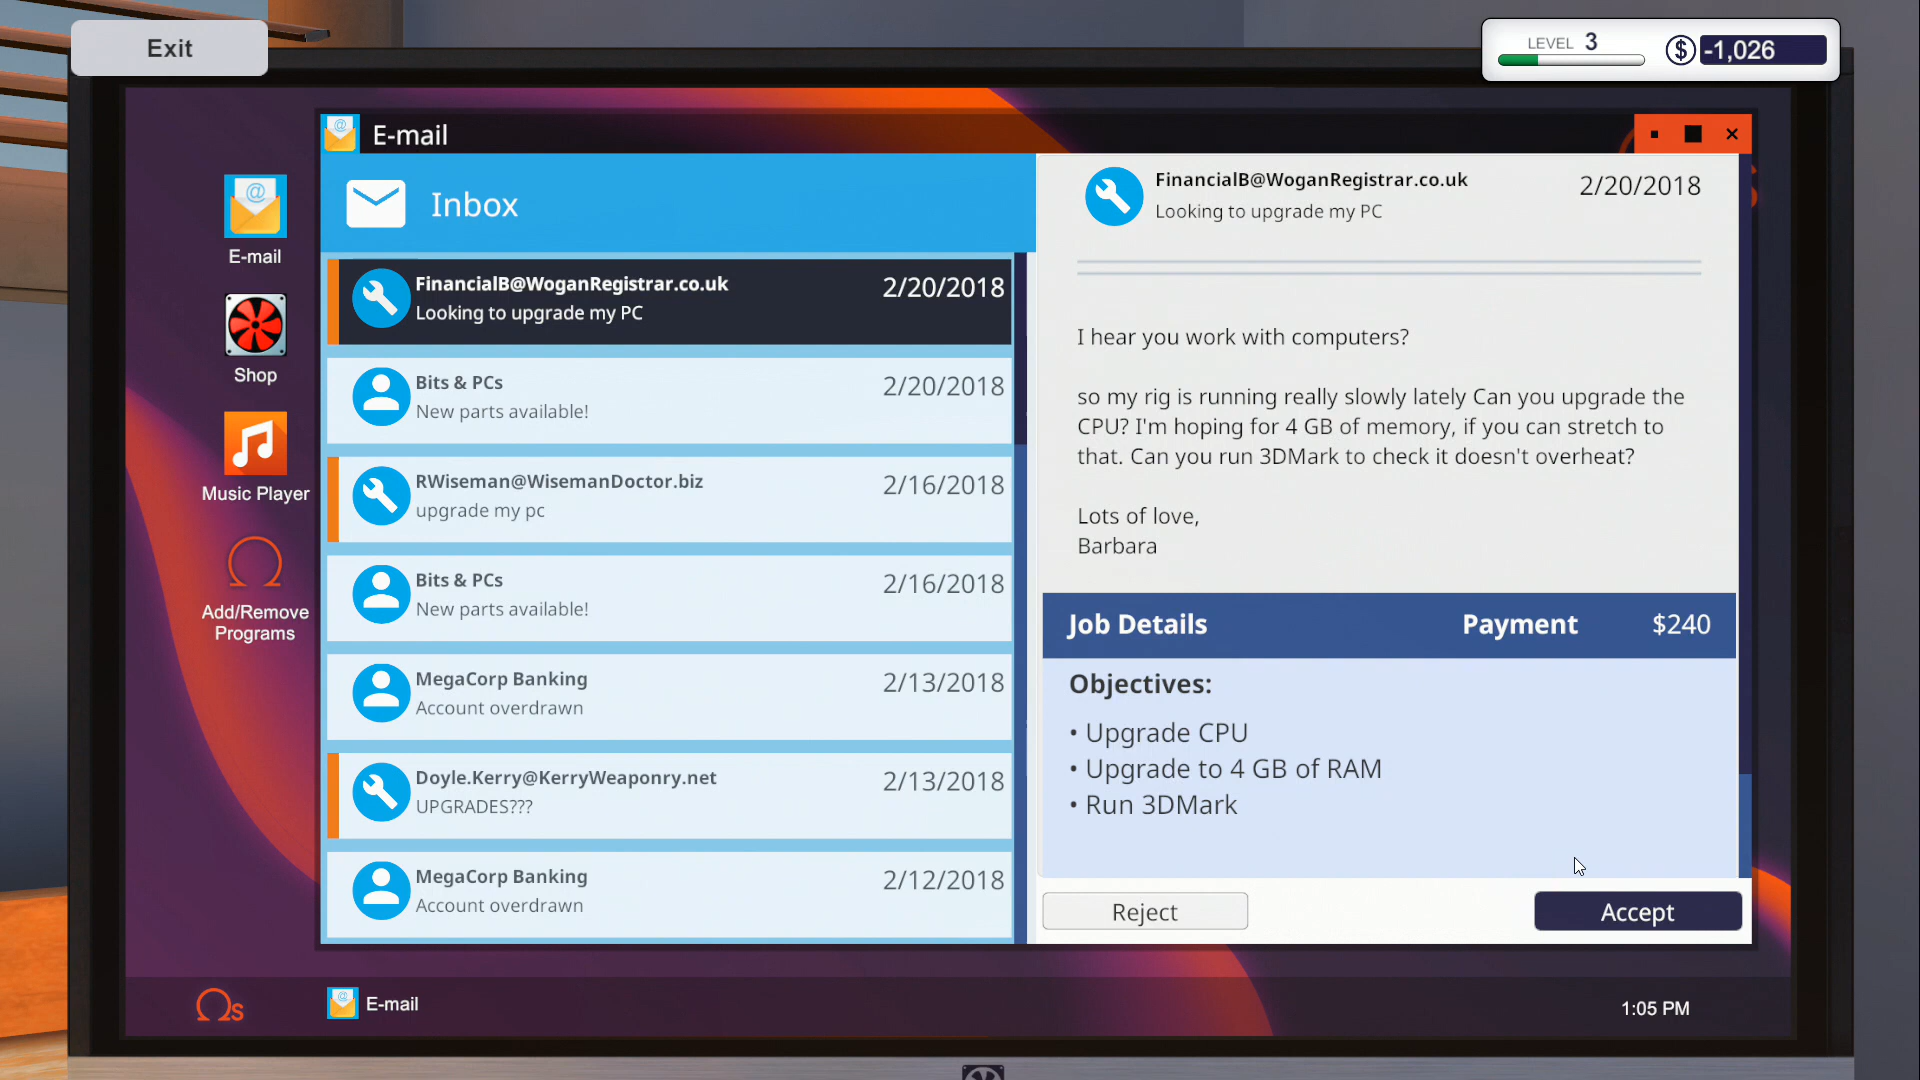 Exit
LEVEL 3
$ -1,026
E-mail
Inbox
FinancialB@WoganRegistrar.co.uk 2/20/2018
Looking to upgrade my PC
Bits & PCs 2/20/2018
New parts available!
RWiseman@WisemanDoctor.biz 2/16/2018
upgrade my pc
Bits & PCs 2/16/2018
New parts available!
MegaCorp Banking 2/13/2018
Account overdrawn
Doyle.Kerry@KerryWeaponry.net 2/13/2018
UPGRADES???
MegaCorp Banking 2/12/2018
Account overdrawn
FinancialB@WoganRegistrar.co.uk 2/20/2018
Looking to upgrade my PC
I hear you work with computers?
so my rig is running really slowly lately Can you upgrade the
CPU? I'm hoping for 4 GB of memory, if you can stretch to
that. Can you run 3DMark to check it doesn't overheat?
Lots of love,
Barbara
Job Details Payment $240
Objectives:
• Upgrade CPU
• Upgrade to 4 GB of RAM
• Run 3DMark
Reject
Accept
E-mail
Shop
Music Player
Add/Remove
Programs
Ωs
E-mail
1:05 PM